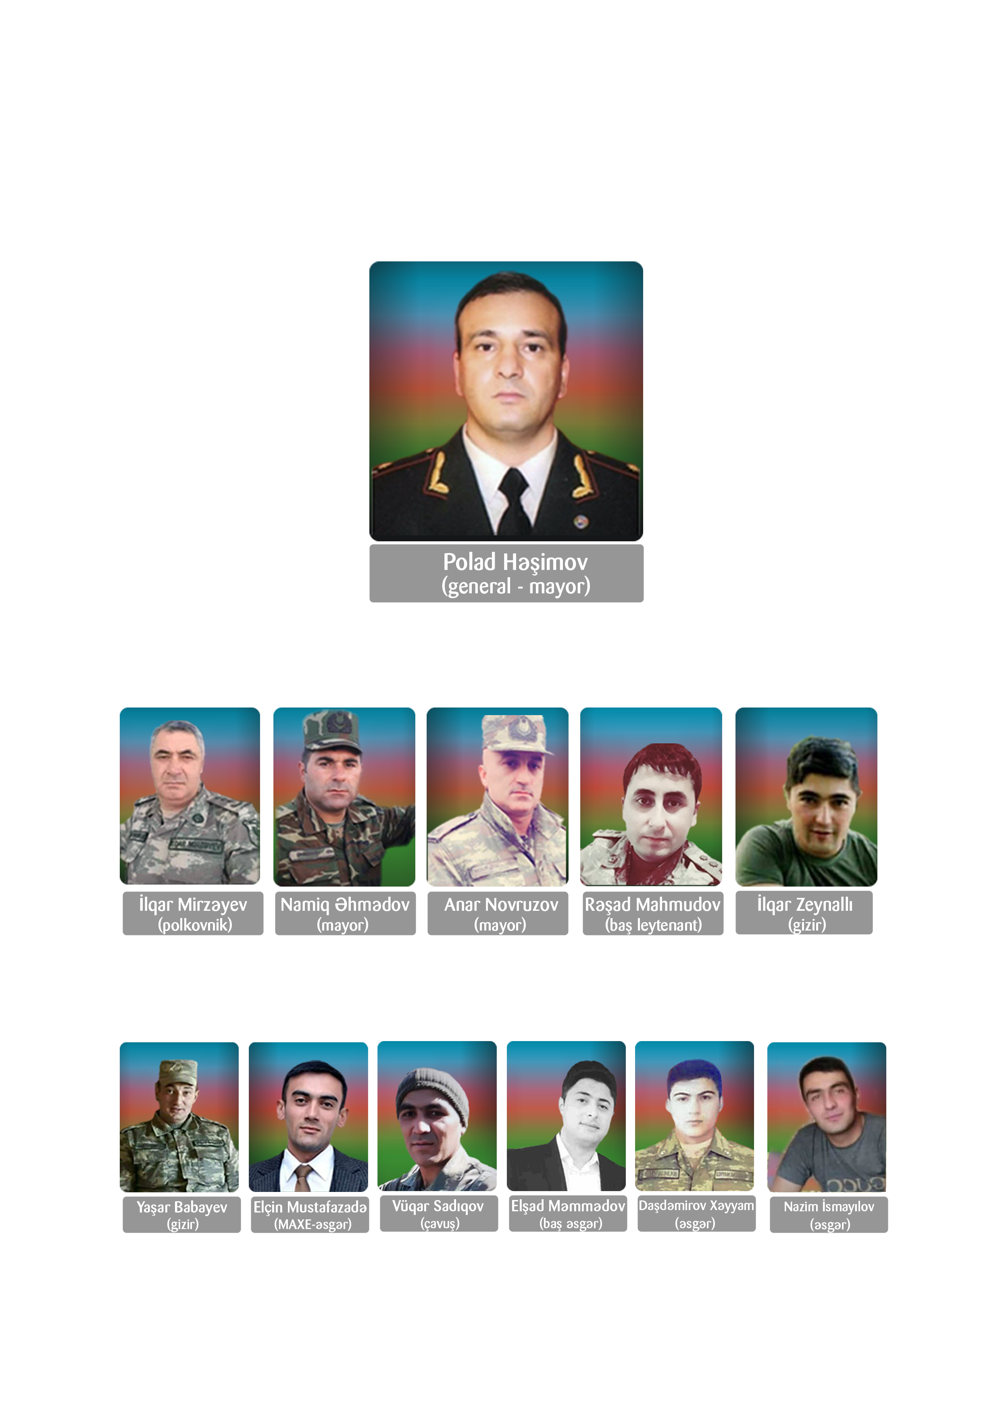 Polad Həşimov
(general - mayor)
İlqar Mirzəyev
(polkovnik)
Namiq Əhmədov
(mayor)
Anar Novruzov
(mayor)
Rəşad Mahmudov
(baş leytenant)
İlqar Zeynallı
(gizir)
Yaşar Babayev
(gizir)
Elçin Mustafazadə
(MAXE-əsgər)
Vüqar Sadıqov
(çavuş)
Elşad Məmmədov
(baş əsgər)
Daşdəmirov Xəyyam
(əsgər)
Nazim İsmayılov
(əsgər)